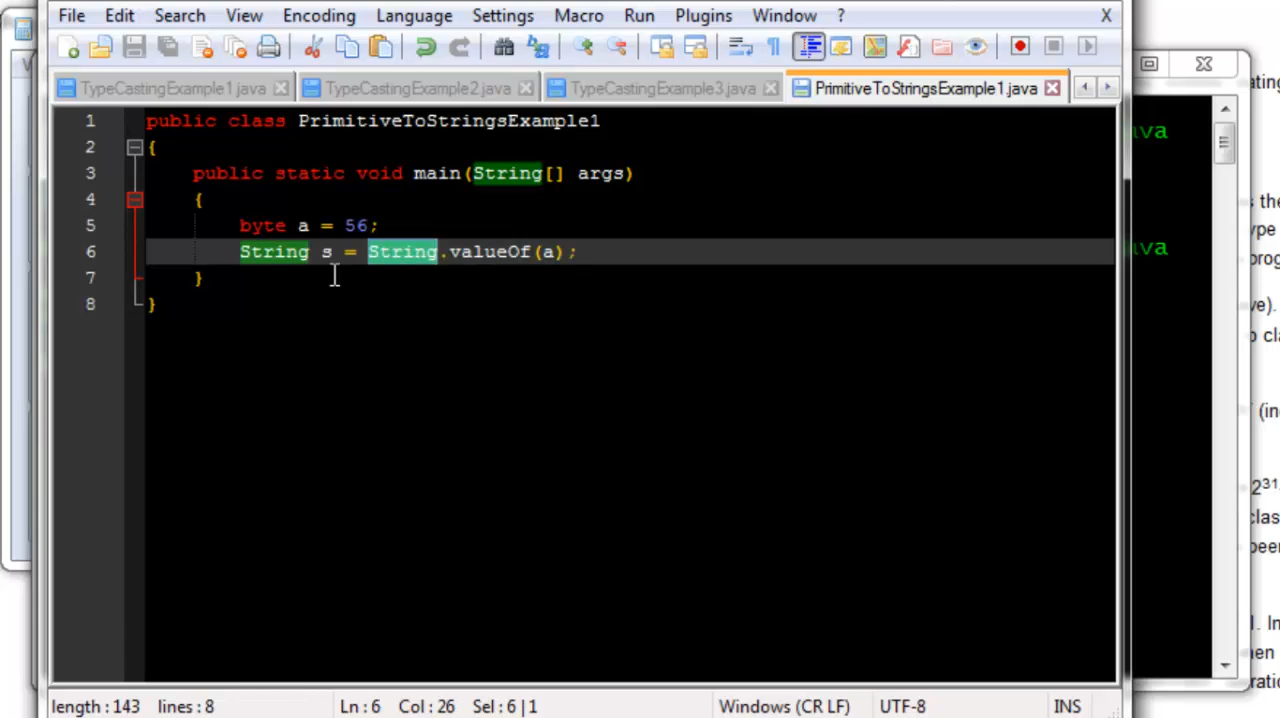 File Edit Search View Encoding Language Settings Macro Run Plugins Window ? X
TypeCastingExample1.java TypeCastingExample2.java TypeCastingExample3.java PrimitiveToStringsExample1.java
1 public class PrimitiveToStringsExample1
2 {
3 public static void main(String[] args)
4 {
5 byte a = 56;
6 String s = String.valueOf(a);
7 }
8 }
length : 143 lines : 8 Ln : 6 Col : 26 Sel : 6 | 1 Windows (CR LF) UTF-8 INS